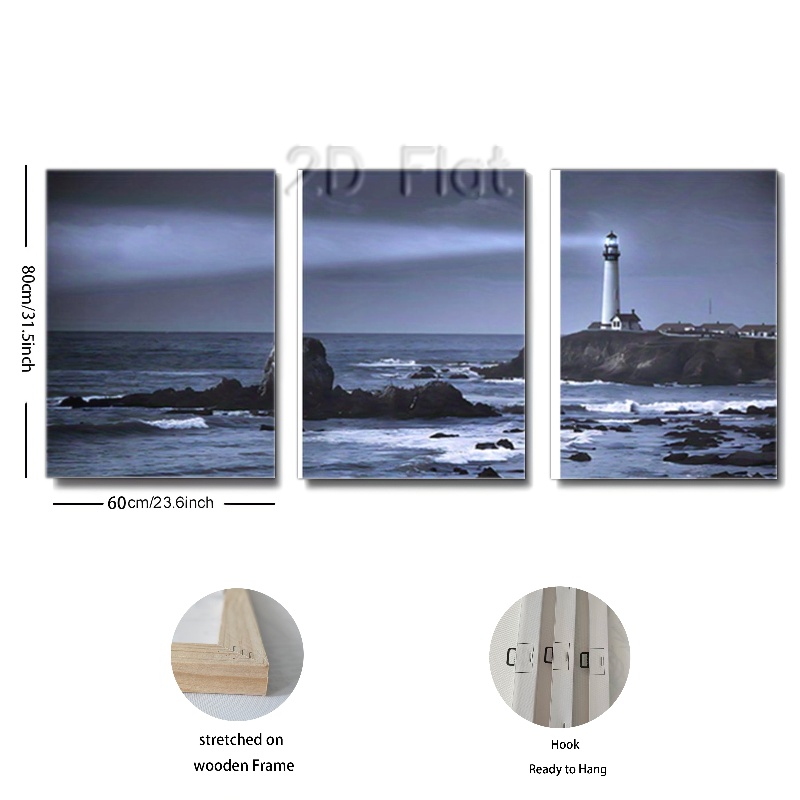 2D Flat
80cm/31.5inch
60cm/23.6inch
stretched on
wooden Frame
Hook
Ready to Hang